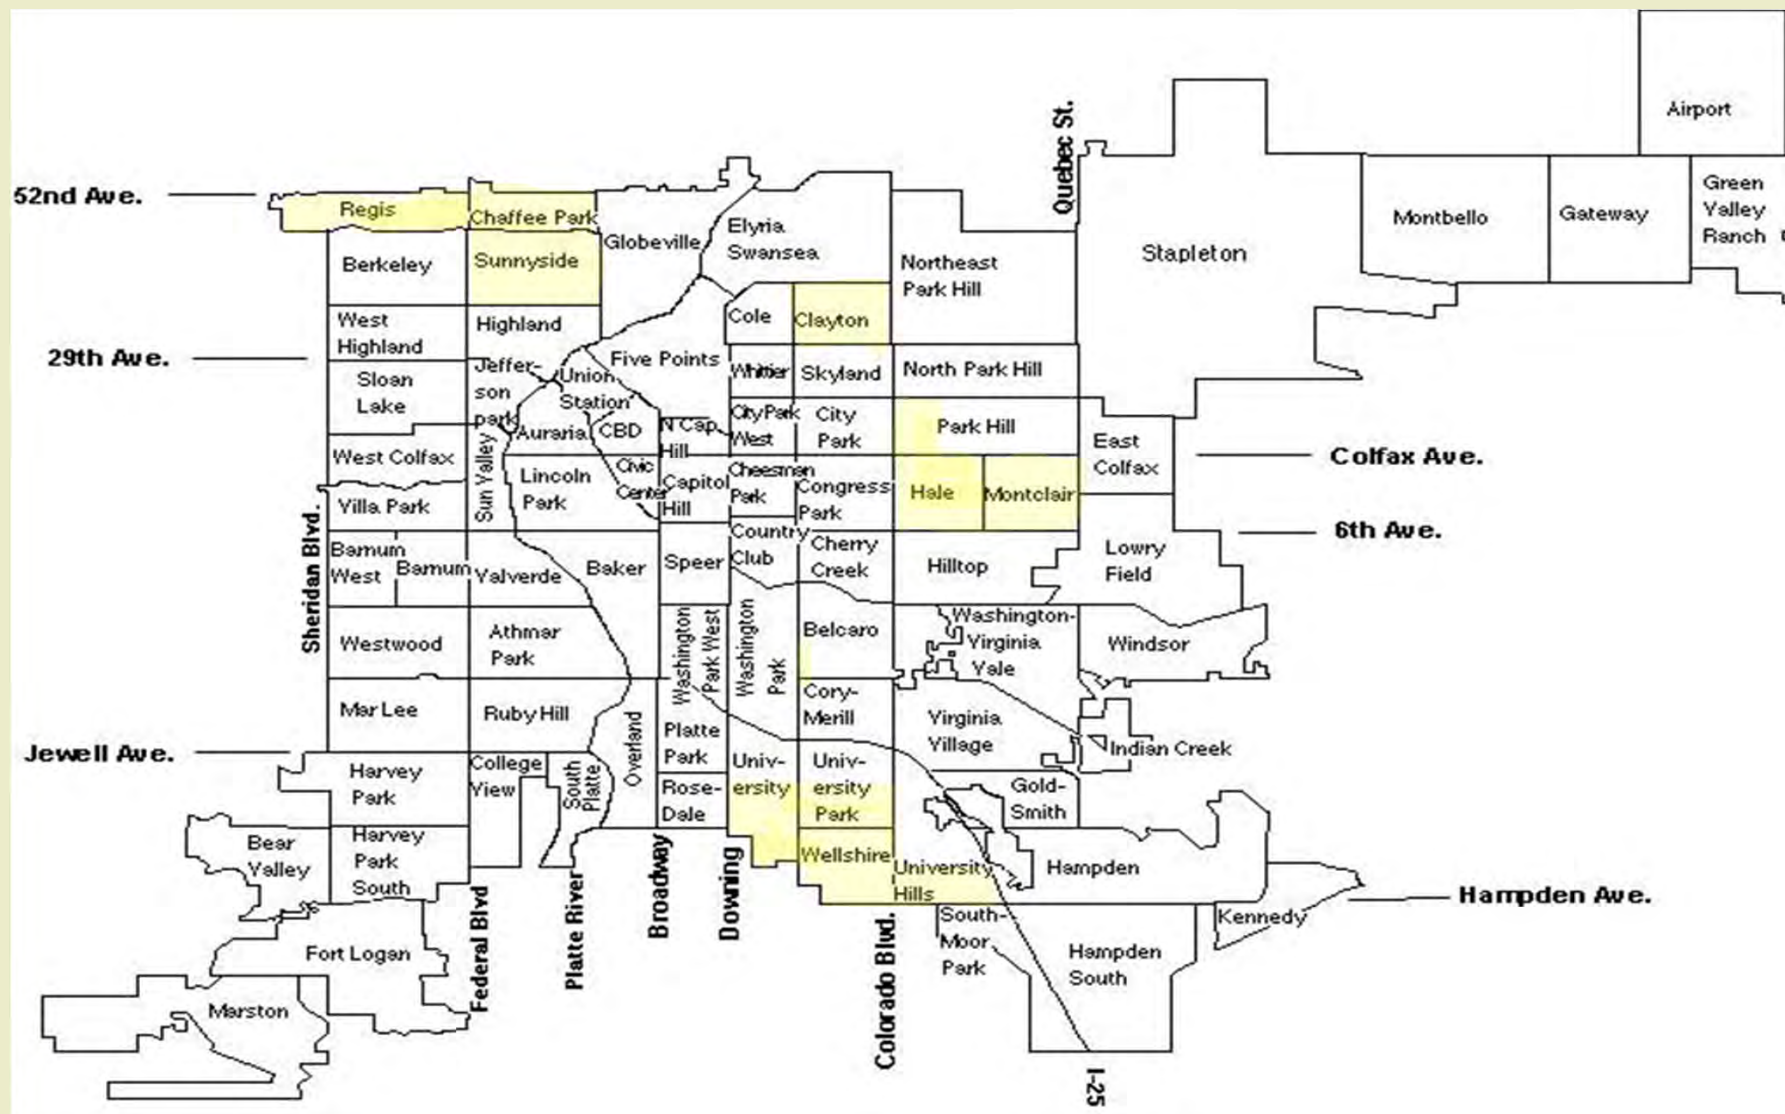 Airport
Quebec St.
52nd Ave.
Regis
Chaffee Park
Globeville
Elyria
Swansea
Stapleton
Montbello
Gateway
Green
Valley
Ranch
Berkeley
Sunnyside
Northeast
Park Hill
West
Highland
Highland
Cole
Clayton
29th Ave.
Five Points
Whittier
Skyland
North Park Hill
Sloan
Lake
Jeffer-
son
park
Union
Station
Auraria
CBD
N Cap
Hill
City Park
West
City
Park
Park Hill
East
Colfax
Colfax Ave.
West Colfax
Sun Valley
Lincoln
Park
Civic
Center
Capitol
Hill
Cheesman
Park
Congress
Park
Hale
Montclair
Villa Park
6th Ave.
Sheridan Blvd.
Barnum
West
Barnum
Valverde
Baker
Speer
Country
Club
Cherry
Creek
Hilltop
Lowry
Field
Westwood
Athmar
Park
Washington
Park West
Washington
Park
Belcaro
Washington-
Virginia
Vale
Windsor
Mar Lee
Ruby Hill
Overland
Platte
Park
Cory-
Merill
Virginia
Village
Indian Creek
Jewell Ave.
Harvey
Park
College
View
South
Platte
Rose-
Dale
Univ-
ersity
Univ-
ersity
Park
Gold-
Smith
Bear
Valley
Harvey
Park
South
Wellshire
University
Hills
Hampden
Hampden Ave.
Kennedy
Federal Blvd
Platte River
Broadway
Downing
Colorado Blvd.
South-
Moor
Park
Hampden
South
Fort Logan
Marston
I-25